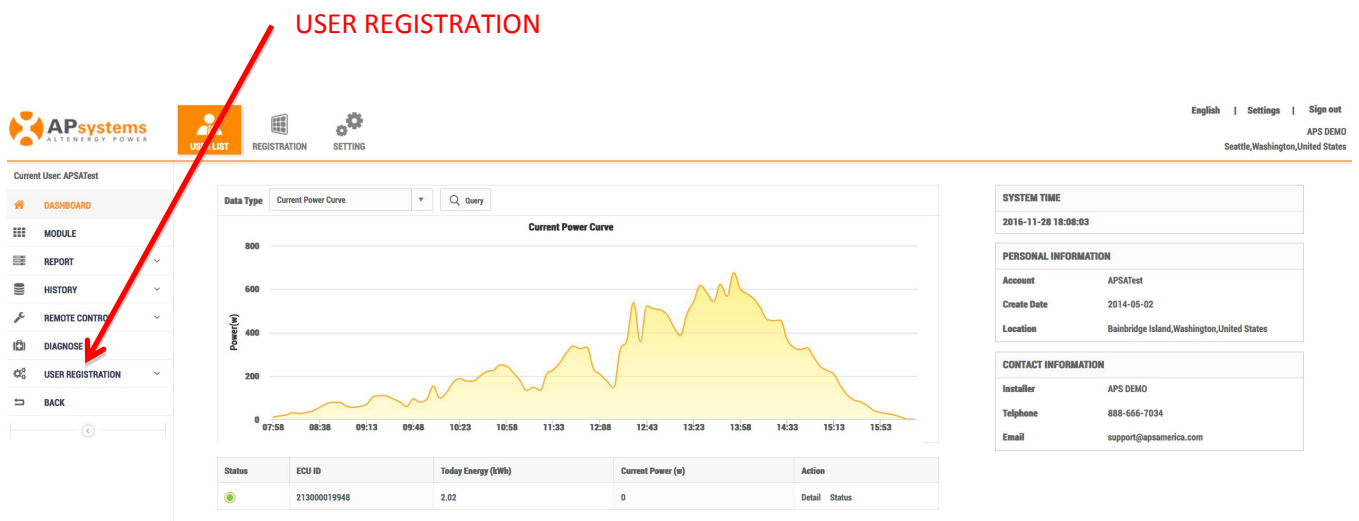 USER REGISTRATION
APsystems
ALTENERGY POWER
USER LIST
REGISTRATION
SETTING
English | Settings | Sign out
APS DEMO
Seattle,Washington,United States
Current User: APSATest
DASHBOARD
MODULE
REPORT
HISTORY
REMOTE CONTROL
DIAGNOSE
USER REGISTRATION
BACK
Data Type Current Power Curve Query
Current Power Curve
Power(w)
800
600
400
200
0
07:58 08:38 09:13 09:48 10:23 10:58 11:33 12:08 12:43 13:23 13:58 14:33 15:13 15:53
Status ECU ID Today Energy (kWh) Current Power (w) Action
213000019948 2.02 0 Detail Status
SYSTEM TIME
2016-11-28 18:08:03
PERSONAL INFORMATION
Account APSATest
Create Date 2014-05-02
Location Bainbridge Island,Washington,United States
CONTACT INFORMATION
Installer APS DEMO
Telphone 888-666-7034
Email support@apsamerica.com